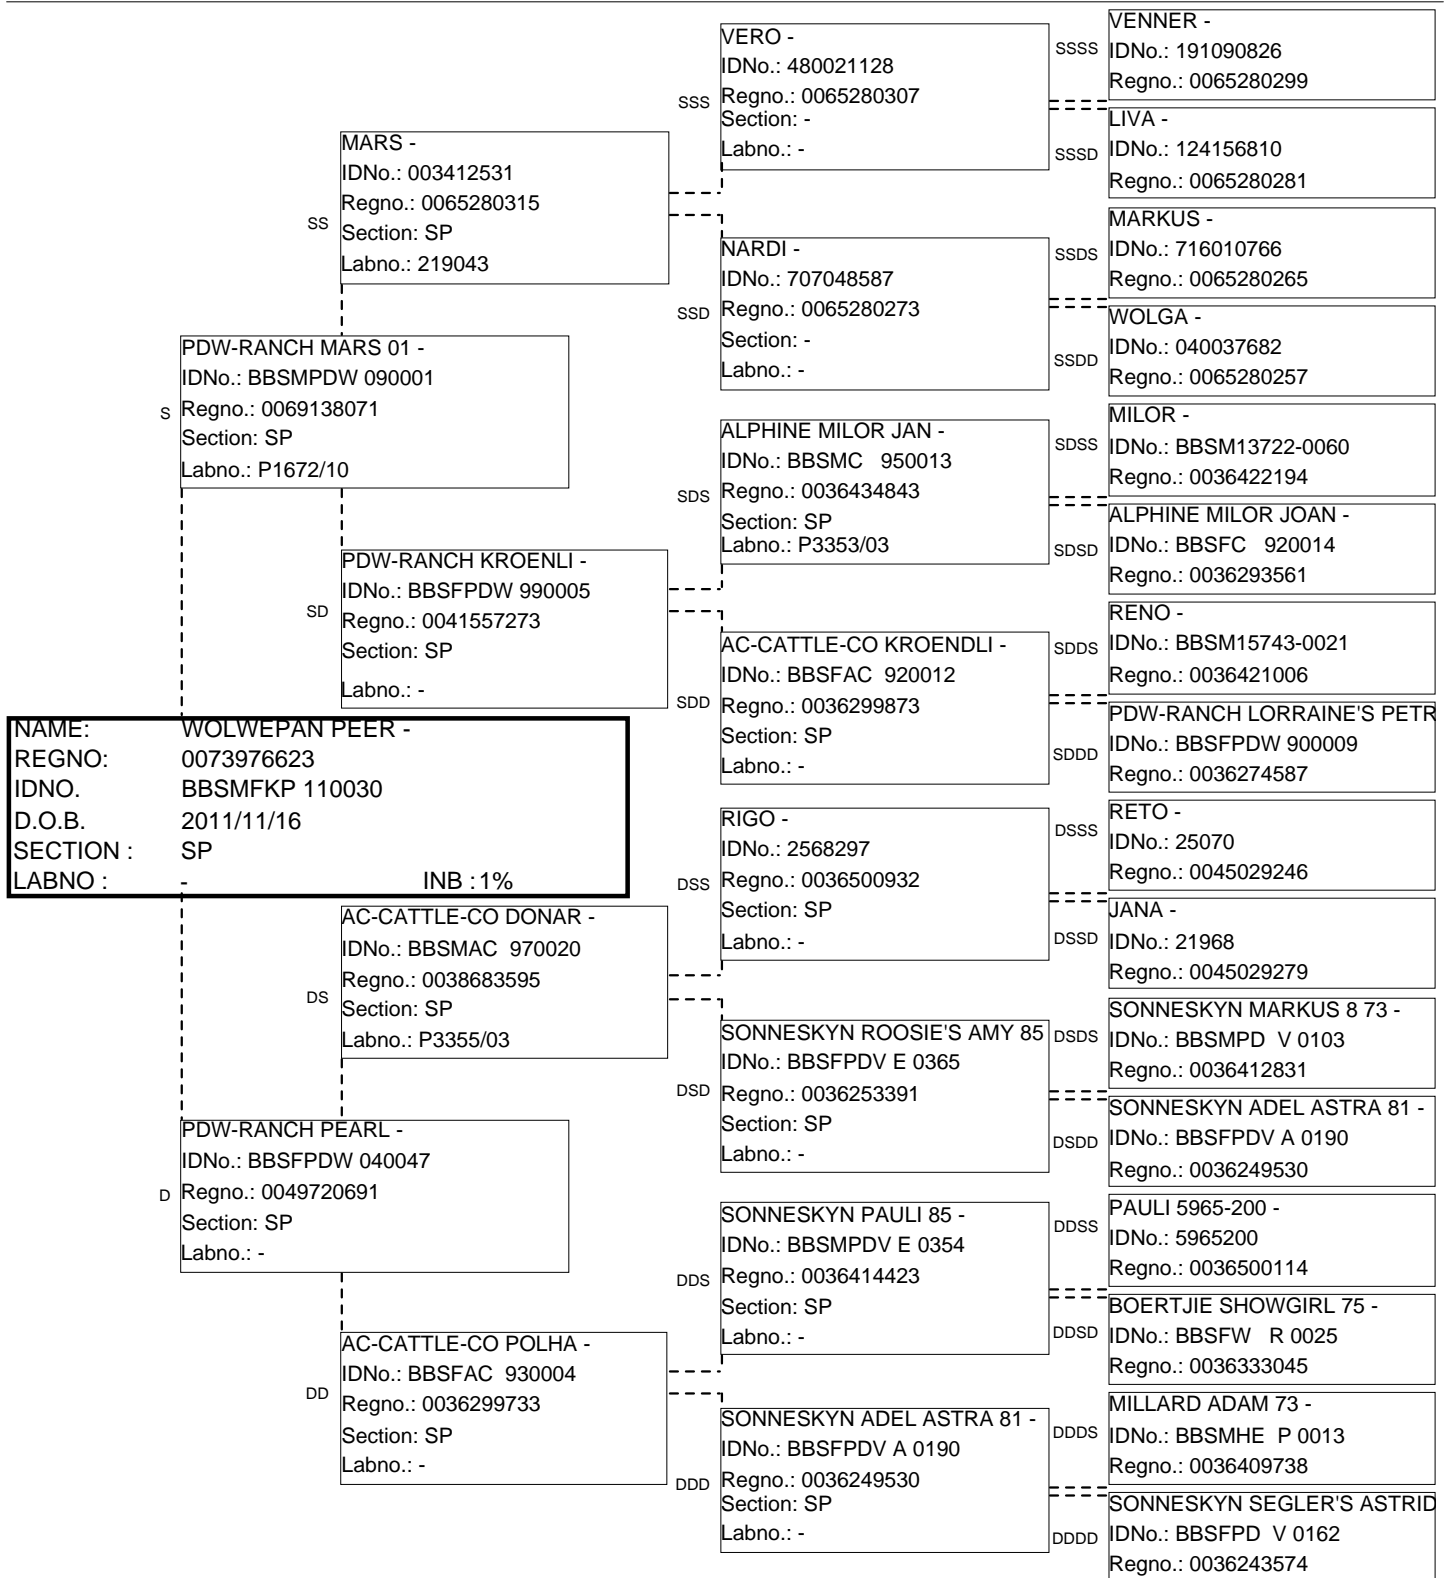 VENNER -
SSSS IDNo.: 191090826
Regno.: 0065280299
VERO -
IDNo.: 480021128
SSS Regno.: 0065280307
Section: -
Labno.: -
LIVA -
SSSD IDNo.: 124156810
Regno.: 0065280281
MARS -
IDNo.: 003412531
Regno.: 0065280315
SS Section: SP
Labno.: 219043
MARKUS -
SSDS IDNo.: 716010766
Regno.: 0065280265
NARDI -
IDNo.: 707048587
SSD Regno.: 0065280273
Section: -
Labno.: -
WOLGA -
SSDD IDNo.: 040037682
Regno.: 0065280257
PDW-RANCH MARS 01 -
IDNo.: BBSMPDW 090001
S Regno.: 0069138071
Section: SP
Labno.: P1672/10
MILOR -
SDSS IDNo.: BBSM13722-0060
Regno.: 0036422194
ALPHINE MILOR JAN -
IDNo.: BBSMC 950013
SDS Regno.: 0036434843
Section: SP
Labno.: P3353/03
ALPHINE MILOR JOAN -
SDSD IDNo.: BBSFC 920014
Regno.: 0036293561
PDW-RANCH KROENLI -
IDNo.: BBSFPDW 990005
SD Regno.: 0041557273
Section: SP
Labno.: -
RENO -
SDDS IDNo.: BBSM15743-0021
Regno.: 0036421006
AC-CATTLE-CO KROENDLI -
IDNo.: BBSFAC 920012
SDD Regno.: 0036299873
Section: SP
Labno.: -
PDW-RANCH LORRAINE'S PETR
SDDD IDNo.: BBSFPDW 900009
Regno.: 0036274587
NAME: WOLWEPAN PEER -
REGNO: 0073976623
IDNO. BBSMFKP 110030
D.O.B. 2011/11/16
SECTION : SP
LABNO : - INB : 1%
RETO -
DSSS IDNo.: 25070
Regno.: 0045029246
RIGO -
IDNo.: 2568297
DSS Regno.: 0036500932
Section: SP
Labno.: -
JANA -
DSSD IDNo.: 21968
Regno.: 0045029279
AC-CATTLE-CO DONAR -
IDNo.: BBSMAC 970020
Regno.: 0038683595
DS Section: SP
Labno.: P3355/03
SONNESKYN MARKUS 8 73 -
DSDS IDNo.: BBSMPD V 0103
Regno.: 0036412831
SONNESKYN ROOSIE'S AMY 85
IDNo.: BBSFPDV E 0365
DSD Regno.: 0036253391
Section: SP
Labno.: -
SONNESKYN ADEL ASTRA 81 -
DSDD IDNo.: BBSFPDV A 0190
Regno.: 0036249530
PDW-RANCH PEARL -
IDNo.: BBSFPDW 040047
D Regno.: 0049720691
Section: SP
Labno.: -
PAULI 5965-200 -
DDSS IDNo.: 5965200
Regno.: 0036500114
SONNESKYN PAULI 85 -
IDNo.: BBSMPDV E 0354
DDS Regno.: 0036414423
Section: SP
Labno.: -
BOERTJIE SHOWGIRL 75 -
DDSD IDNo.: BBSFW R 0025
Regno.: 0036333045
AC-CATTLE-CO POLHA -
IDNo.: BBSFAC 930004
DD Regno.: 0036299733
Section: SP
Labno.: -
MILLARD ADAM 73 -
DDDS IDNo.: BBSMHE P 0013
Regno.: 0036409738
SONNESKYN ADEL ASTRA 81 -
IDNo.: BBSFPDV A 0190
DDD Regno.: 0036249530
Section: SP
Labno.: -
SONNESKYN SEGLER'S ASTRID
DDDD IDNo.: BBSFPD V 0162
Regno.: 0036243574